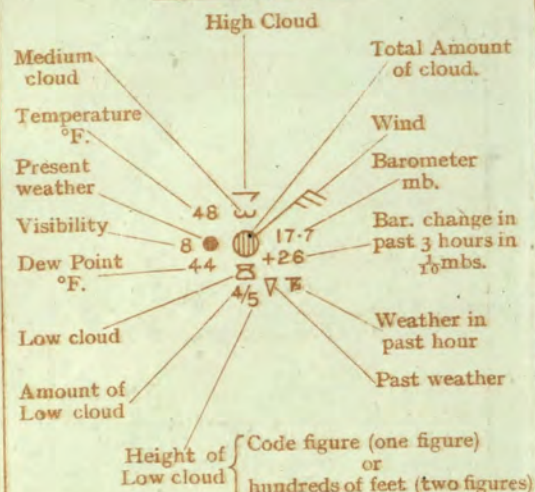 High Cloud
Medium
cloud
Total Amount
of cloud.
Temperature
°F.
Wind
Present
weather
Barometer
mb.
48
Visibility
8
17·7
Bar. change in
past 3 hours in
1/10 mbs.
+26
Dew Point
°F.
44
4/5
Low cloud
Weather in
past hour
Amount of
Low cloud
Past weather
Height of
Low cloud
Code figure (one figure)
or
hundreds of feet (two figures)